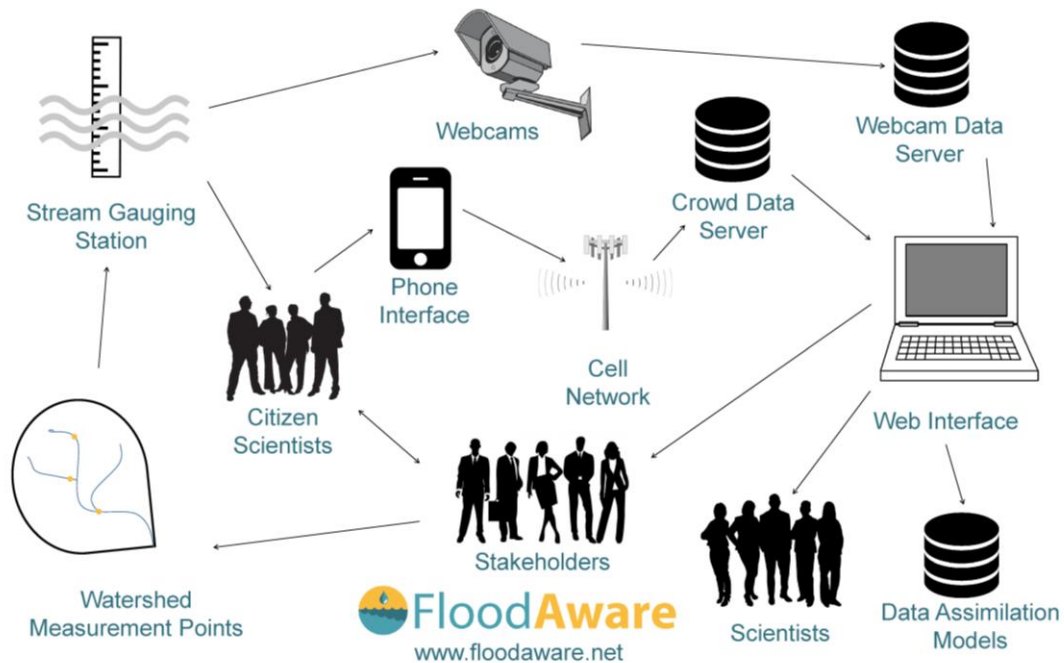 Webcams
Webcam Data
Server
Stream Gauging
Station
Crowd Data
Server
Phone
Interface
Cell
Network
Citizen
Scientists
Web Interface
Stakeholders
Watershed
Measurement Points
FloodAware
www.floodaware.net
Scientists
Data Assimilation
Models